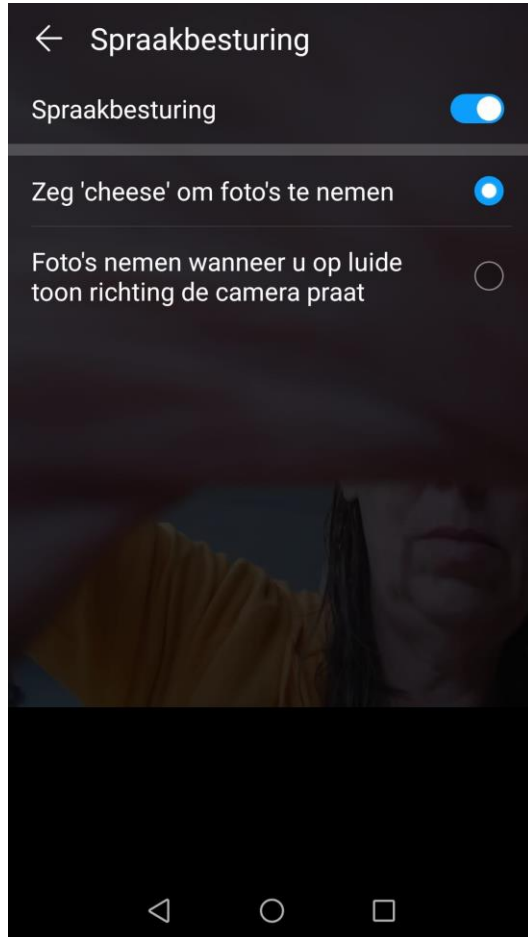 Spraakbesturing
Spraakbesturing
Zeg 'cheese' om foto's te nemen
Foto's nemen wanneer u op luide
toon richting de camera praat